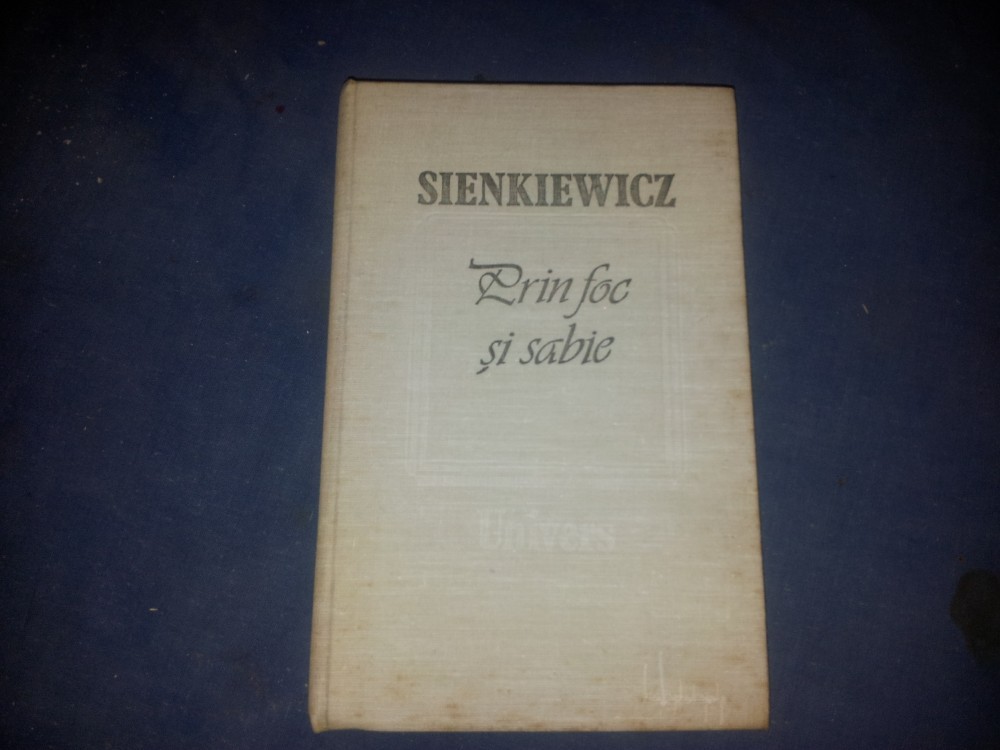 SIENKIEWICZ
Prin foc
și sabie
Univers